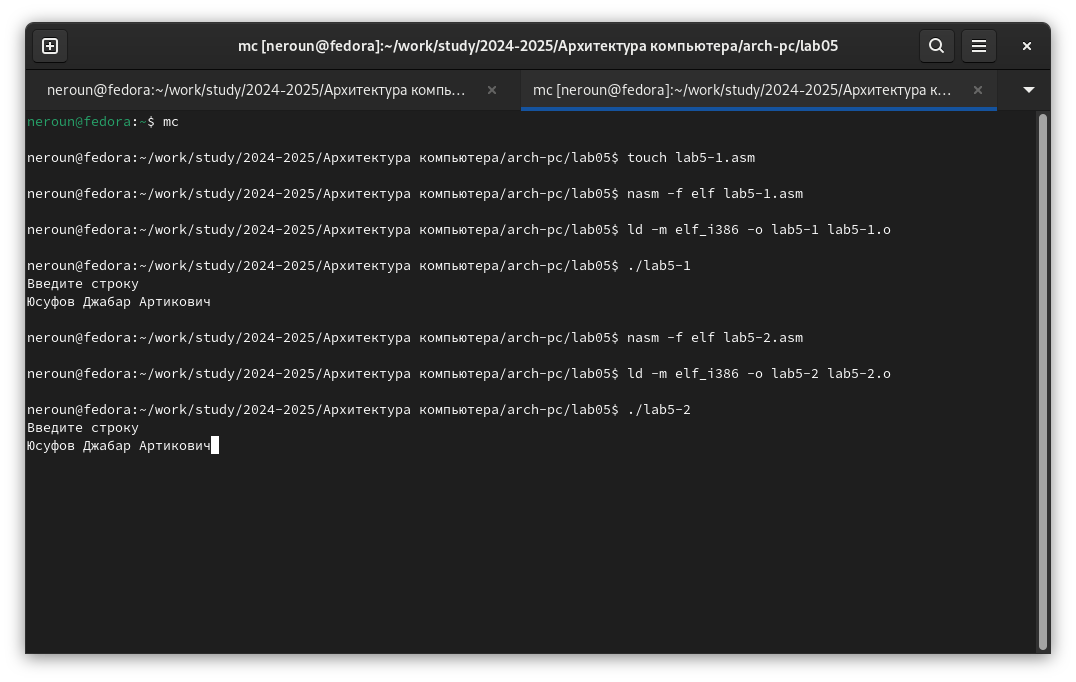 mc [neroun@fedora]:~/work/study/2024-2025/Архитектура компьютера/arch-pc/lab05
neroun@fedora:~/work/study/2024-2025/Архитектура компь…
mc [neroun@fedora]:~/work/study/2024-2025/Архитектура к…
neroun@fedora:~$ mc
neroun@fedora:~/work/study/2024-2025/Архитектура компьютера/arch-pc/lab05$ touch lab5-1.asm
neroun@fedora:~/work/study/2024-2025/Архитектура компьютера/arch-pc/lab05$ nasm -f elf lab5-1.asm
neroun@fedora:~/work/study/2024-2025/Архитектура компьютера/arch-pc/lab05$ ld -m elf_i386 -o lab5-1 lab5-1.o
neroun@fedora:~/work/study/2024-2025/Архитектура компьютера/arch-pc/lab05$ ./lab5-1
Введите строку
Юсуфов Джабар Артикович
neroun@fedora:~/work/study/2024-2025/Архитектура компьютера/arch-pc/lab05$ nasm -f elf lab5-2.asm
neroun@fedora:~/work/study/2024-2025/Архитектура компьютера/arch-pc/lab05$ ld -m elf_i386 -o lab5-2 lab5-2.o
neroun@fedora:~/work/study/2024-2025/Архитектура компьютера/arch-pc/lab05$ ./lab5-2
Введите строку
Юсуфов Джабар Артикович